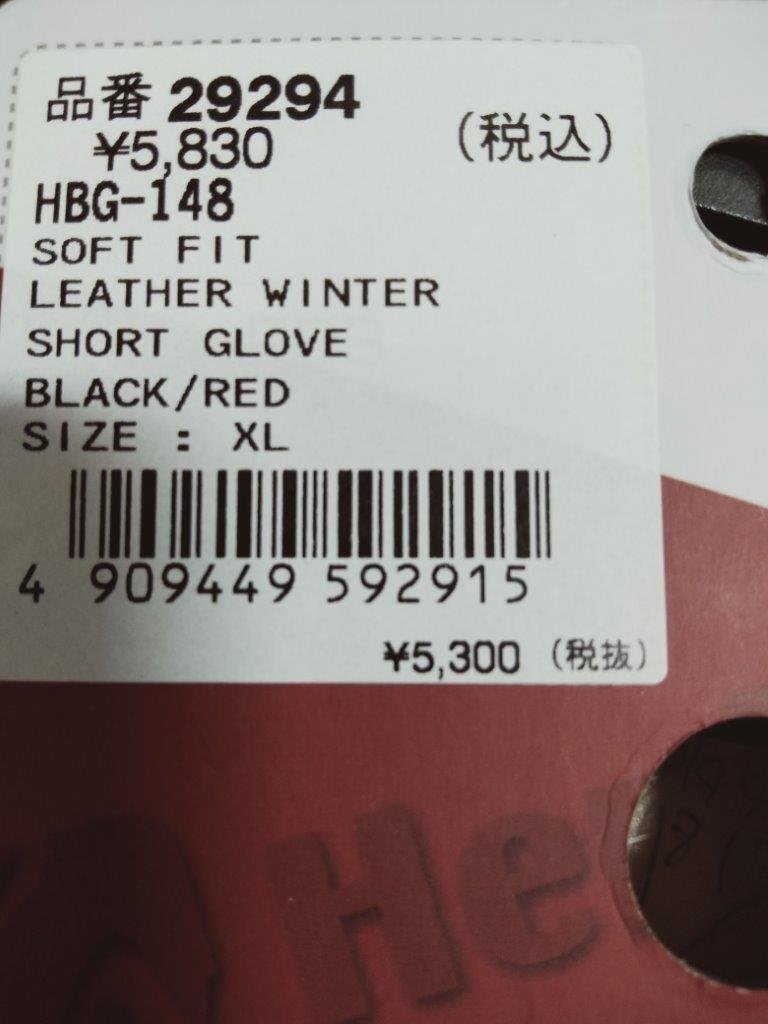 品番 29294
¥5,830 (税込)
HBG-148
SOFT FIT
LEATHER WINTER
SHORT GLOVE
BLACK/RED
SIZE : XL
4 909449 592915
¥5,300 (税抜)
He